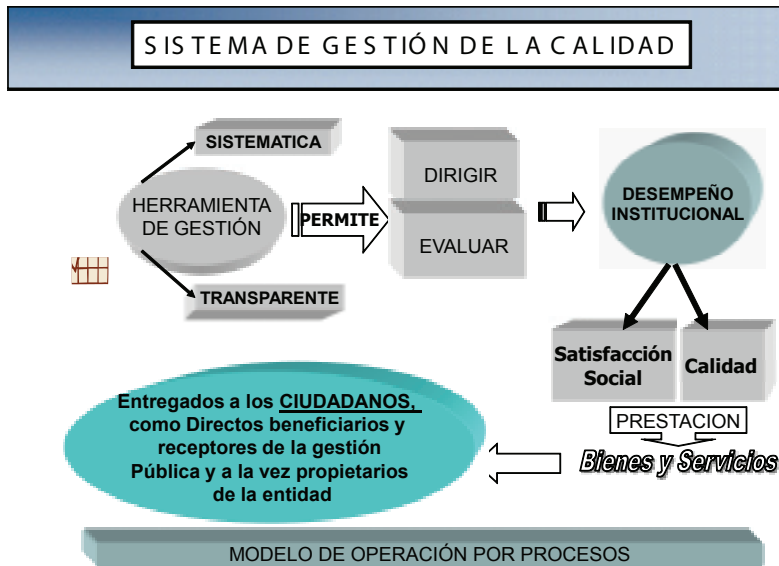 SISTEMA DE GESTIÓN DE LA CALIDAD
SISTEMATICA
HERRAMIENTA
DE GESTIÓN
TRANSPARENTE
PERMITE
DIRIGIR
EVALUAR
DESEMPEÑO
INSTITUCIONAL
Satisfacción
Social
Calidad
PRESTACION
Bienes y Servicios
Entregados a los CIUDADANOS,
como Directos beneficiarios y
receptores de la gestión
Pública y a la vez propietarios
de la entidad
MODELO DE OPERACIÓN POR PROCESOS